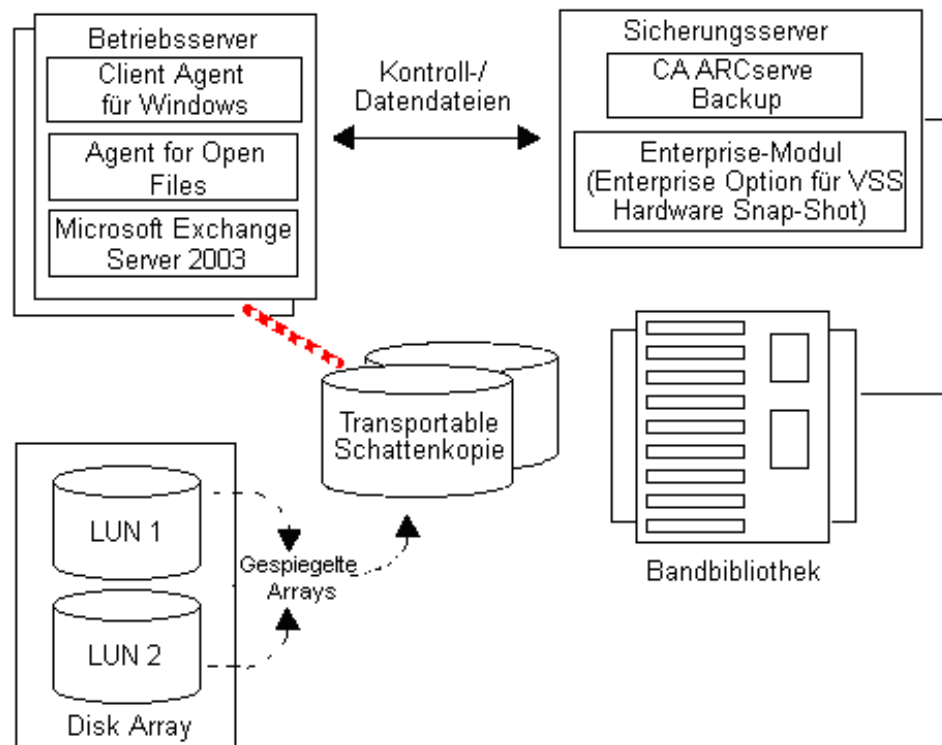 Betriebsserver
Client Agent
für Windows
Agent for Open
Files
Microsoft Exchange
Server 2003
Kontroll-/
Datendateien
Sicherungsserver
CA ARCserve
Backup
Enterprise-Modul
(Enterprise Option für VSS
Hardware Snap-Shot)
Transportable
Schattenkopie
LUN 1
LUN 2
Disk Array
Gespiegelte
Arrays
Bandbibliothek